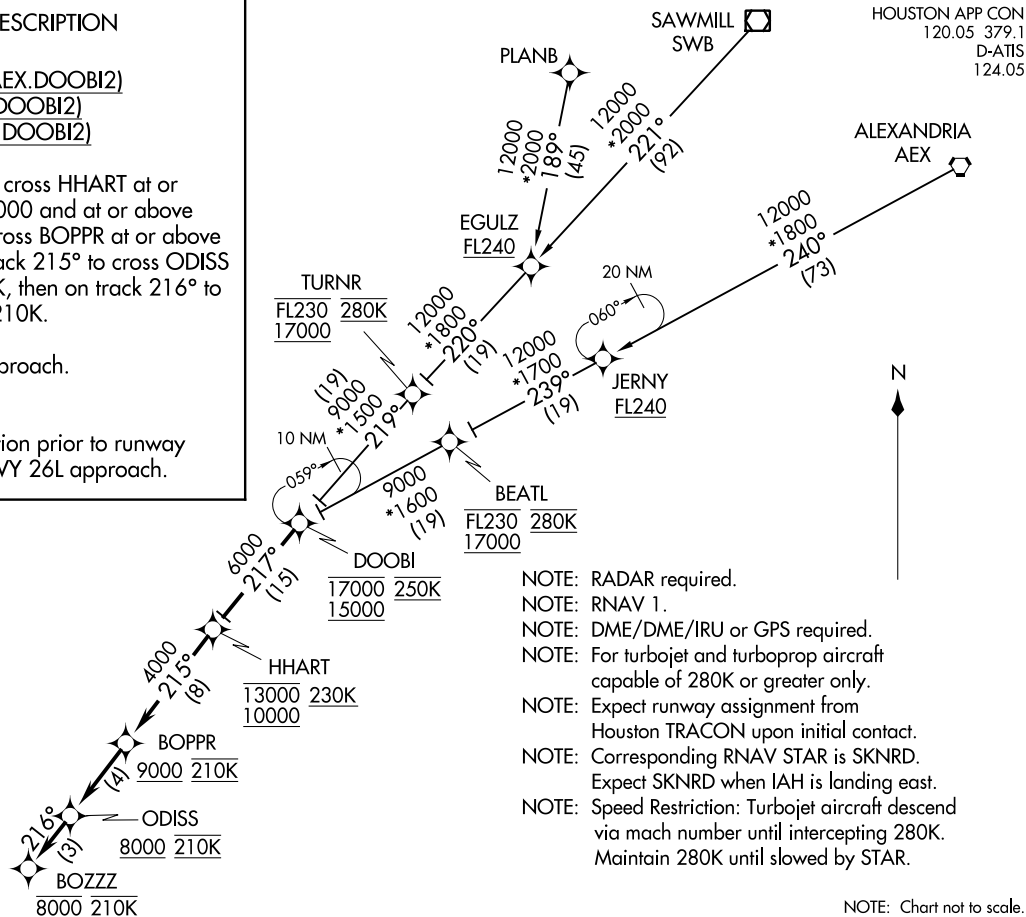 ESCRIPTION
AEX.DOOBI2)
DOOBI2)
.DOOBI2)
cross HHART at or
000 and at or above
ross BOPPR at or above
ack 215° to cross ODISS
K, then on track 216° to
210K.
proach.
tion prior to runway
VY 26L approach.
SAWMILL
SWB
HOUSTON APP CON
120.05 379.1
D-ATIS
124.05
PLANB
12000
*2000
189°
(45)
12000
*2000
221°
(92)
ALEXANDRIA
AEX
12000
*1800
240°
(73)
EGULZ
FL240
TURNR
FL230 280K
17000
12000
*1800
220°
(19)
20 NM
060°
12000
*1700
239°
(19)
JERNY
FL240
(19)
9000
*1500
219°
10 NM
059°
N
9000
*1600
(19)
BEATL
FL230 280K
17000
DOOBI
17000 250K
15000
6000
217°
(15)
HHART
13000 230K
10000
4000
215°
(8)
BOPPR
9000 210K
(4)
ODISS
8000 210K
216°
(3)
BOZZZ
8000 210K
NOTE: RADAR required.
NOTE: RNAV 1.
NOTE: DME/DME/IRU or GPS required.
NOTE: For turbojet and turboprop aircraft
capable of 280K or greater only.
NOTE: Expect runway assignment from
Houston TRACON upon initial contact.
NOTE: Corresponding RNAV STAR is SKNRD.
Expect SKNRD when IAH is landing east.
NOTE: Speed Restriction: Turbojet aircraft descend
via mach number until intercepting 280K.
Maintain 280K until slowed by STAR.
NOTE: Chart not to scale.